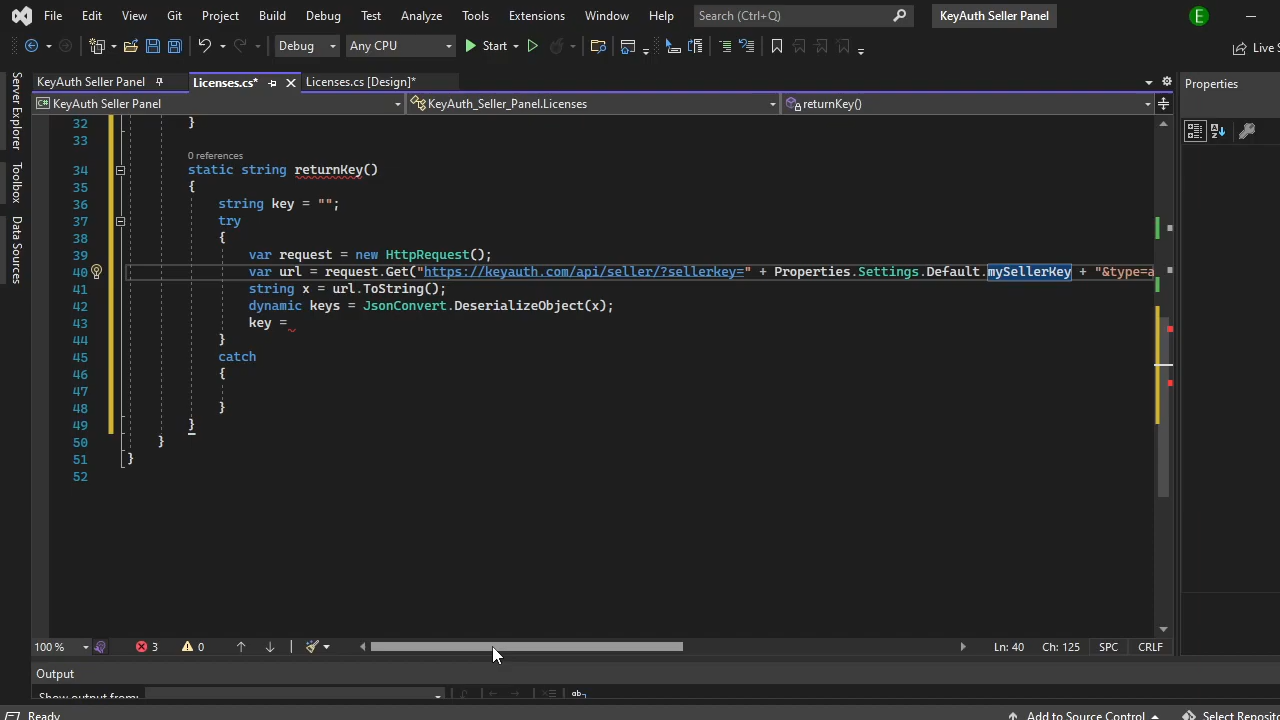 File Edit View Git Project Build Debug Test Analyze Tools Extensions Window Help Search (Ctrl+Q) KeyAuth Seller Panel E
Debug Any CPU Start Live S
KeyAuth Seller Panel Licenses.cs* Licenses.cs [Design]* Properties
KeyAuth Seller Panel KeyAuth_Seller_Panel.Licenses returnKey()
Server Explorer
Toolbox
Data Sources
32 }
33
0 references
34 static string returnKey()
35 {
36 string key = "";
37 try
38 {
39 var request = new HttpRequest();
40 var url = request.Get("https://keyauth.com/api/seller/?sellerkey=" + Properties.Settings.Default.mySellerKey + "&type=a
41 string x = url.ToString();
42 dynamic keys = JsonConvert.DeserializeObject(x);
43 key =
44 }
45 catch
46 {
47
48 }
49 }
50 }
51 }
52
100 % 3 0 Ln: 40 Ch: 125 SPC CRLF
Output
Show output from:
Ready Add to Source Control Select Reposito